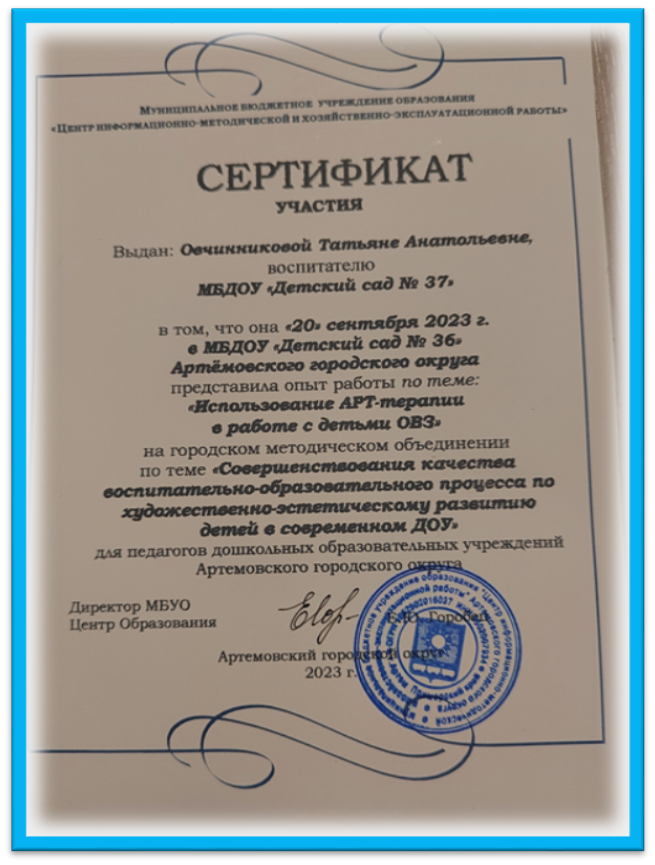 Муниципальное бюджетное учреждение образования
«Центр информационно-методической и хозяйственно-эксплуатационной работы»
СЕРТИФИКАТ
УЧАСТИЯ
Выдан: Овчинниковой Татьяне Анатольевне,
воспитателю
МБДОУ «Детский сад № 37»
в том, что она «20» сентября 2023 г.
в МБДОУ «Детский сад № 36»
Артёмовского городского округа
представила опыт работы по теме:
«Использование АРТ-терапии
в работе с детьми ОВЗ»
на городском методическом объединении
по теме «Совершенствования качества
воспитательно-образовательного процесса по
художественно-эстетическому развитию
детей в современном ДОУ»
для педагогов дошкольных образовательных учреждений
Артемовского городского округа
Директор МБУО
Центр Образования
Артемовский городской округ
2023 г.